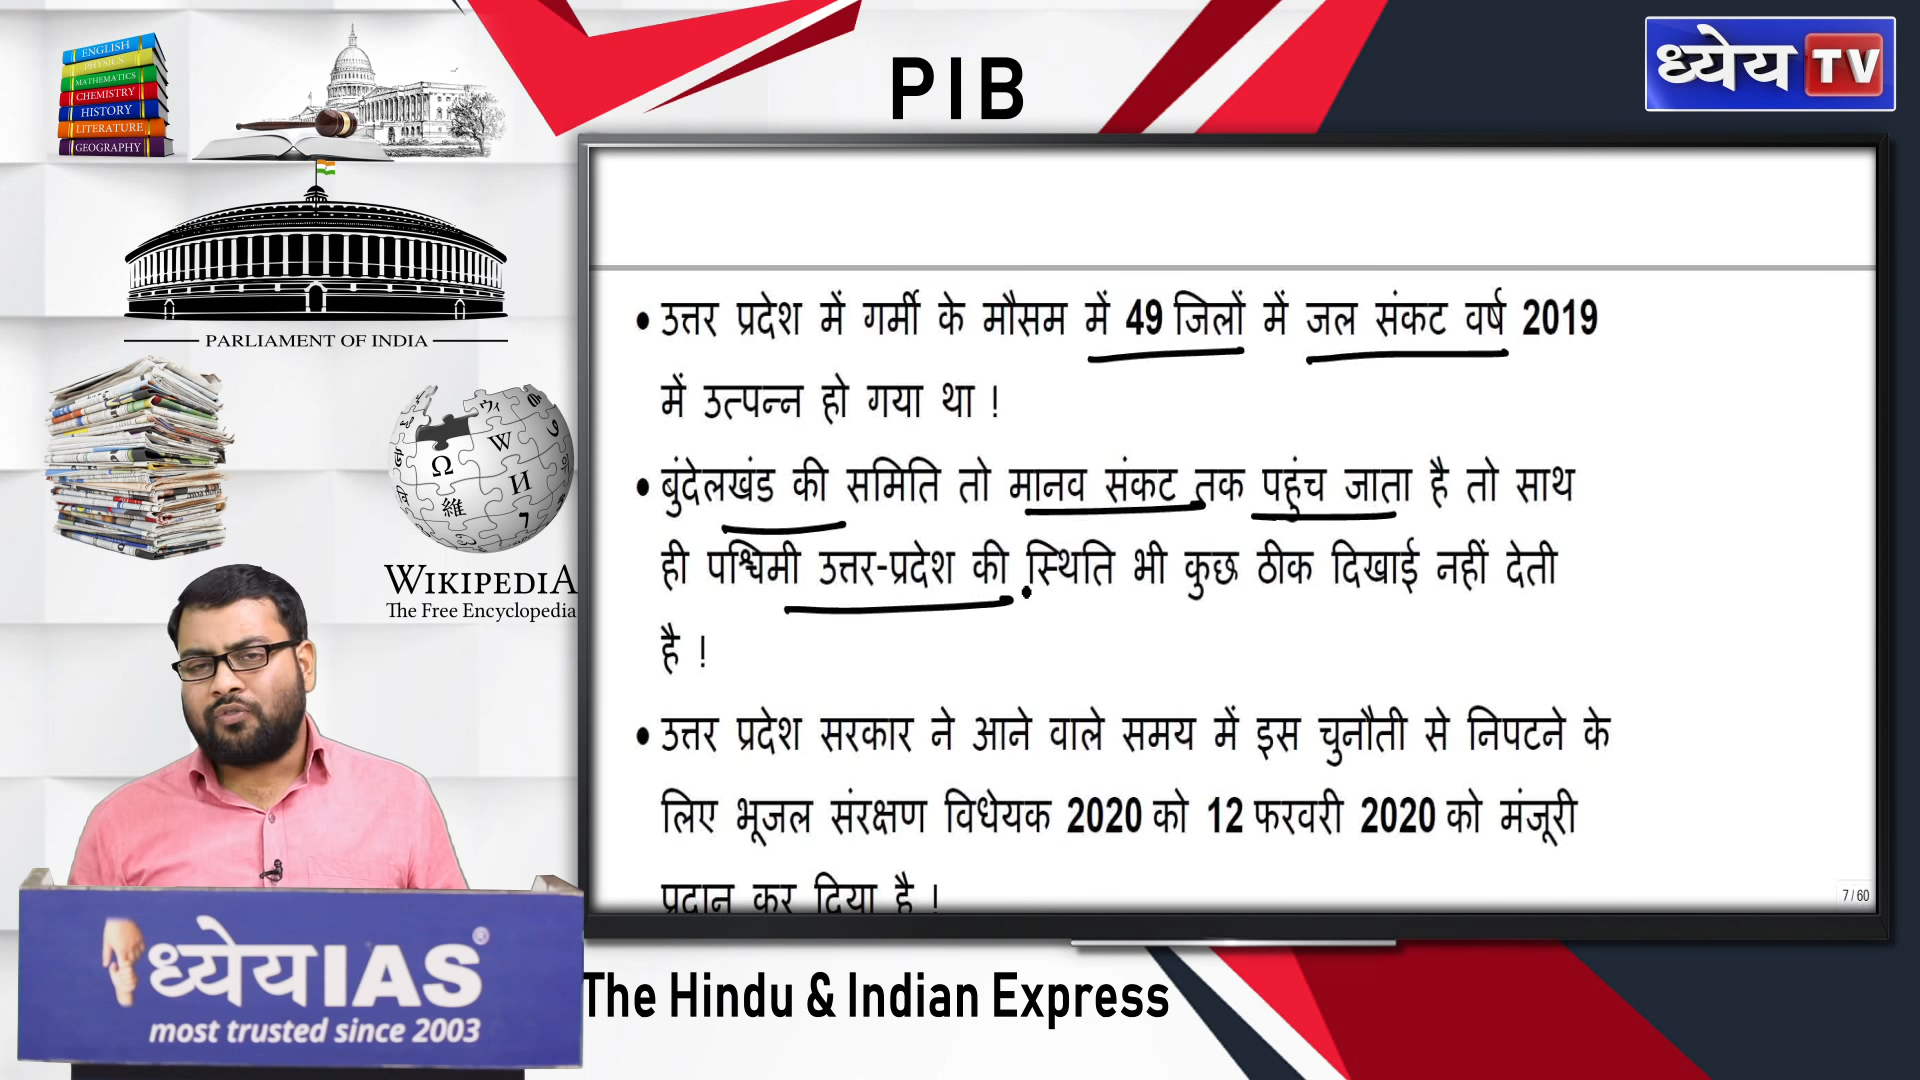 ENGLISH
PHYSICS
MATHEMATICS
CHEMISTRY
HISTORY
LITERATURE
GEOGRAPHY
PIB
ध्येय TV
PARLIAMENT OF INDIA
• उत्तर प्रदेश में गर्मी के मौसम में 49 जिलों में जल संकट वर्ष 2019
में उत्पन्न हो गया था !
• बुंदेलखंड की समिति तो मानव संकट तक पहुंच जाता है तो साथ
ही पश्चिमी उत्तर-प्रदेश की स्थिति भी कुछ ठीक दिखाई नहीं देती
है !
• उत्तर प्रदेश सरकार ने आने वाले समय में इस चुनौती से निपटने के
लिए भूजल संरक्षण विधेयक 2020 को 12 फरवरी 2020 को मंजूरी
प्रदान कर दिया है !
7 / 60
Ω W И 維 7
WIKIPEDIA
The Free Encyclopedia
ध्येय IAS®
most trusted since 2003
The Hindu & Indian Express